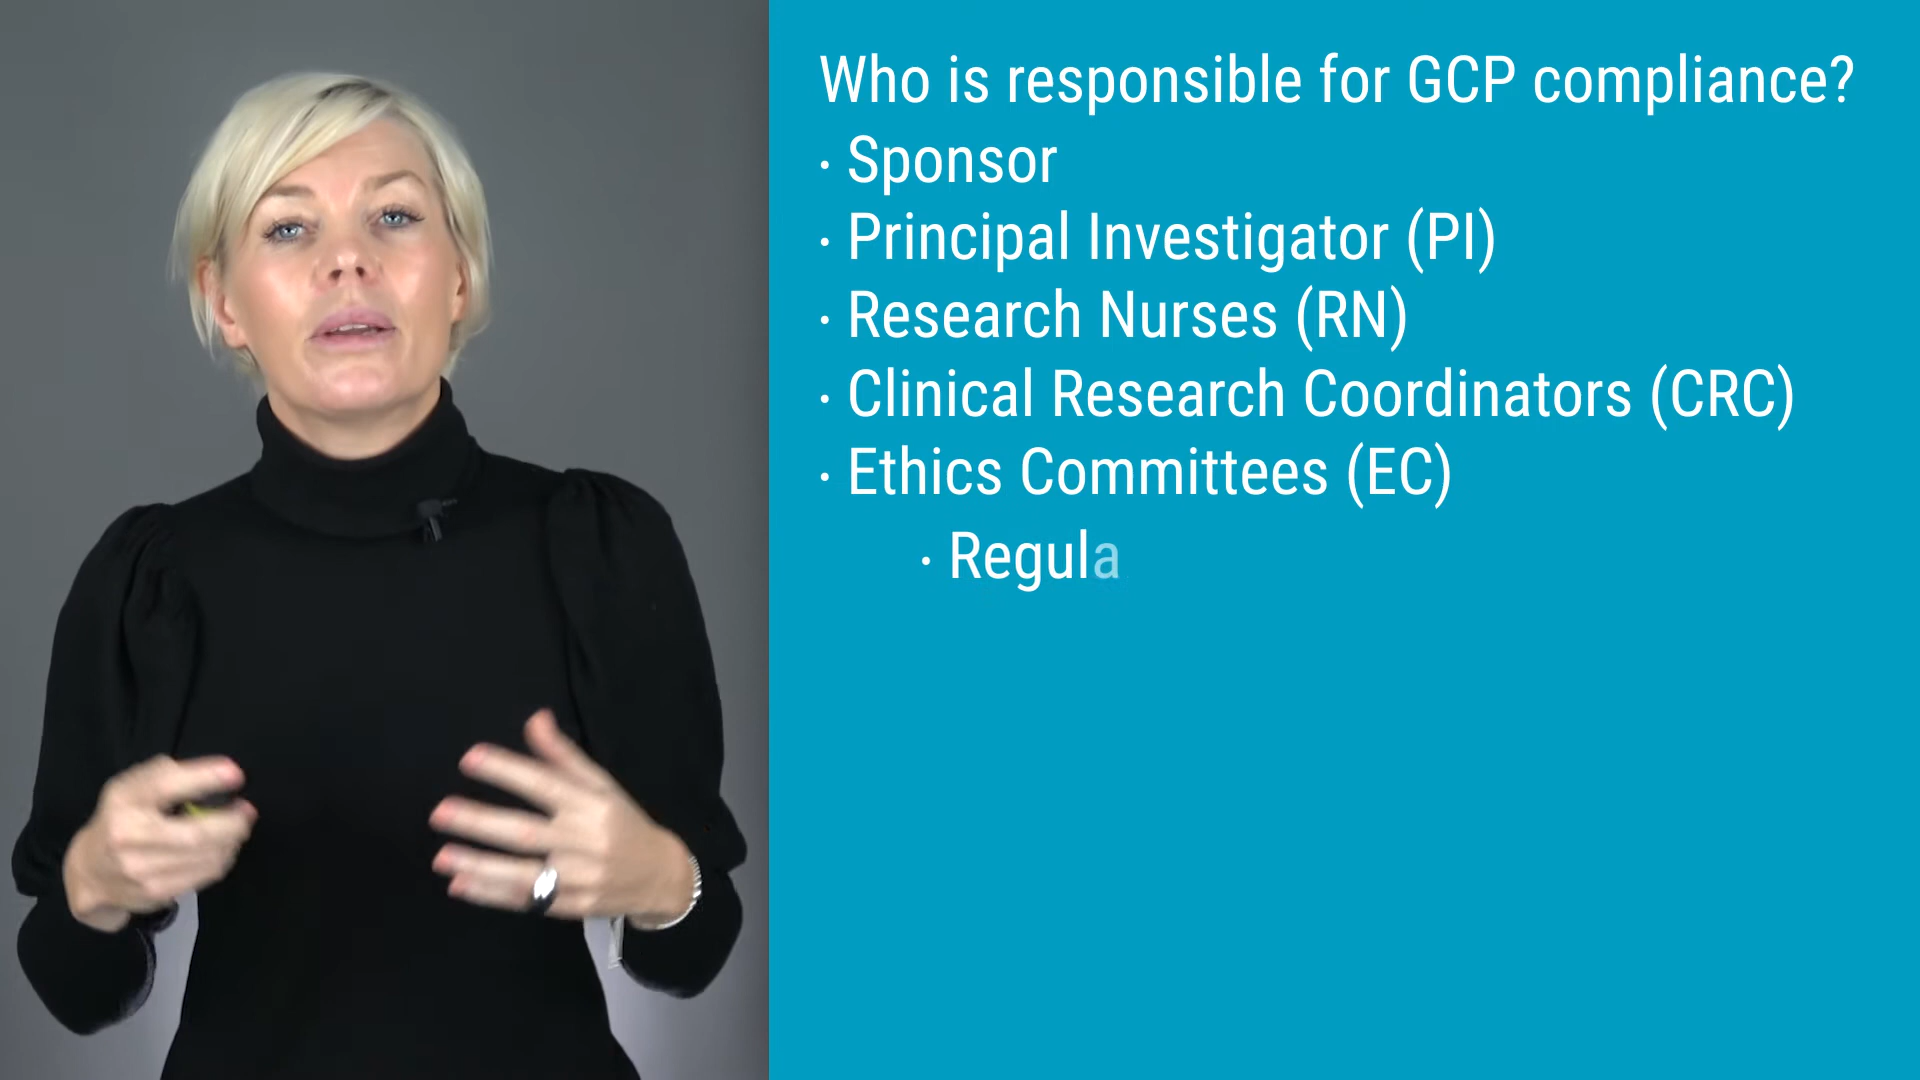 Who is responsible for GCP compliance?
· Sponsor
· Principal Investigator (PI)
· Research Nurses (RN)
· Clinical Research Coordinators (CRC)
· Ethics Committees (EC)
· Regula